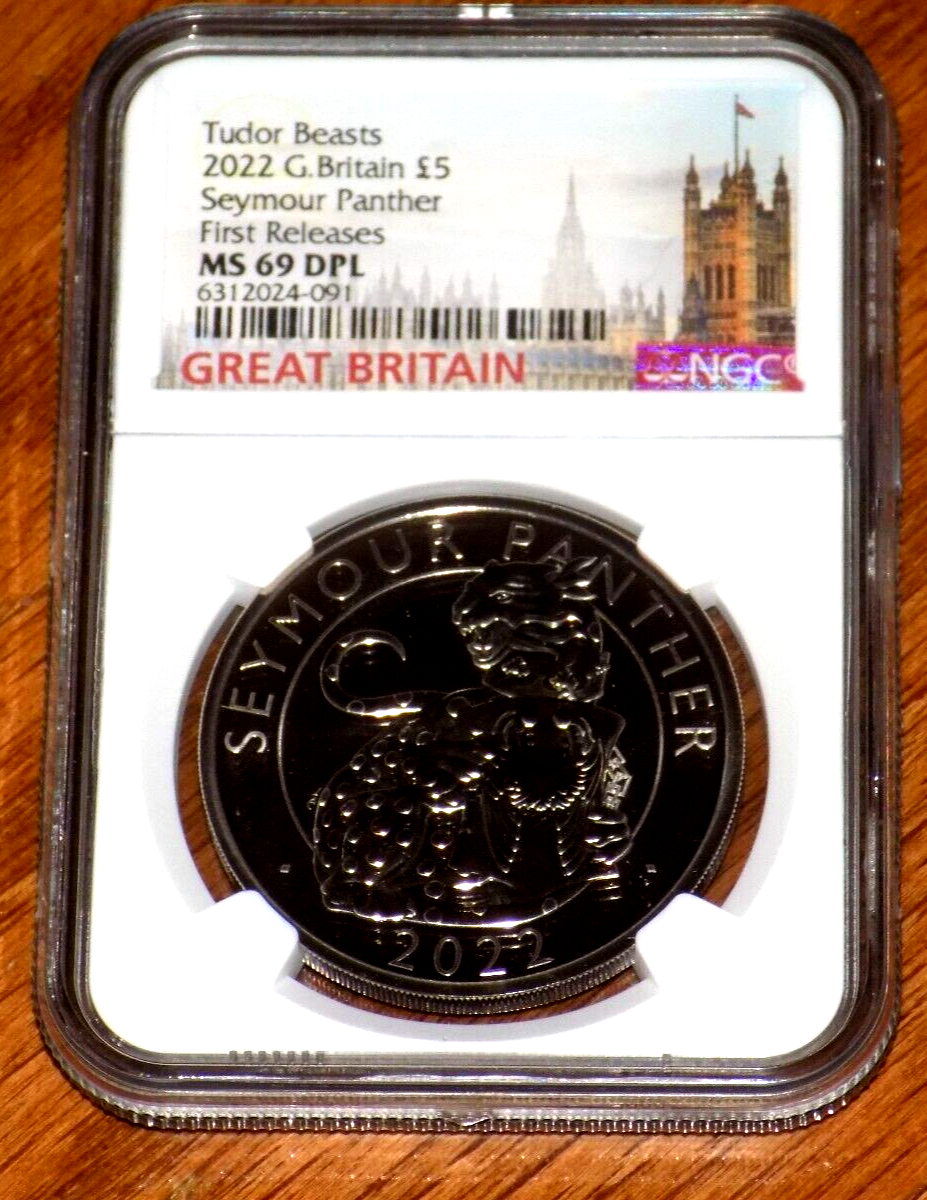 Tudor Beasts
2022 G.Britain £5
Seymour Panther
First Releases
MS 69 DPL
6312024-091
GREAT BRITAIN
NGC
SEYMOUR PANTHER
2022